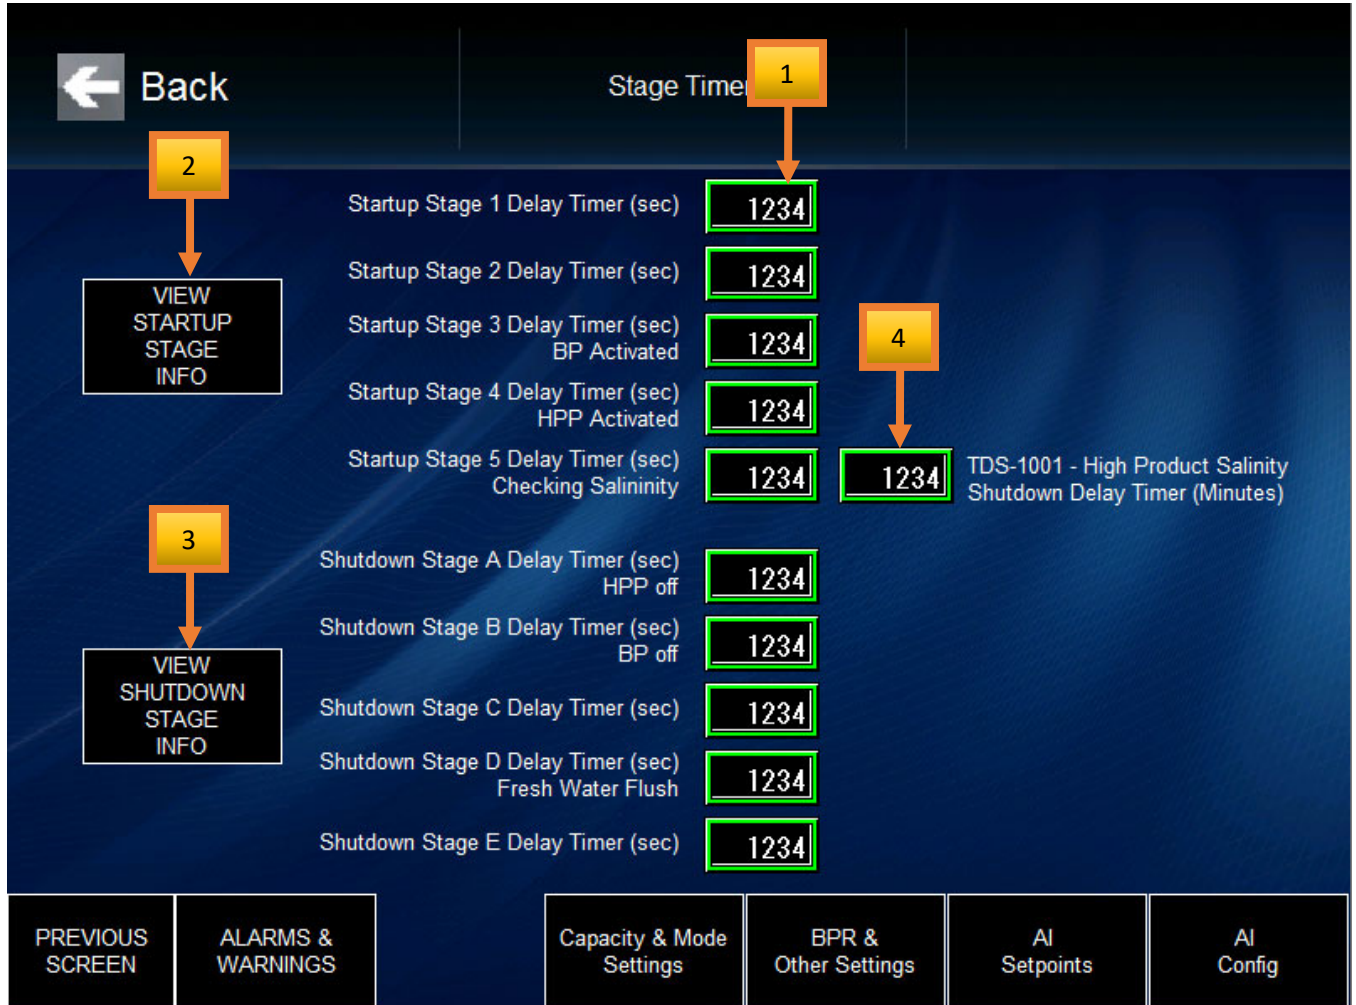 Back
Stage Timer
1
2
Startup Stage 1 Delay Timer (sec)
1234
Startup Stage 2 Delay Timer (sec)
1234
VIEW
STARTUP
STAGE
INFO
Startup Stage 3 Delay Timer (sec)
BP Activated
1234
4
Startup Stage 4 Delay Timer (sec)
HPP Activated
1234
Startup Stage 5 Delay Timer (sec)
Checking Salininity
1234
1234
TDS-1001 - High Product Salinity
Shutdown Delay Timer (Minutes)
3
Shutdown Stage A Delay Timer (sec)
HPP off
1234
Shutdown Stage B Delay Timer (sec)
BP off
1234
VIEW
SHUTDOWN
STAGE
INFO
Shutdown Stage C Delay Timer (sec)
1234
Shutdown Stage D Delay Timer (sec)
Fresh Water Flush
1234
Shutdown Stage E Delay Timer (sec)
1234
PREVIOUS
SCREEN
ALARMS &
WARNINGS
Capacity & Mode
Settings
BPR &
Other Settings
AI
Setpoints
AI
Config